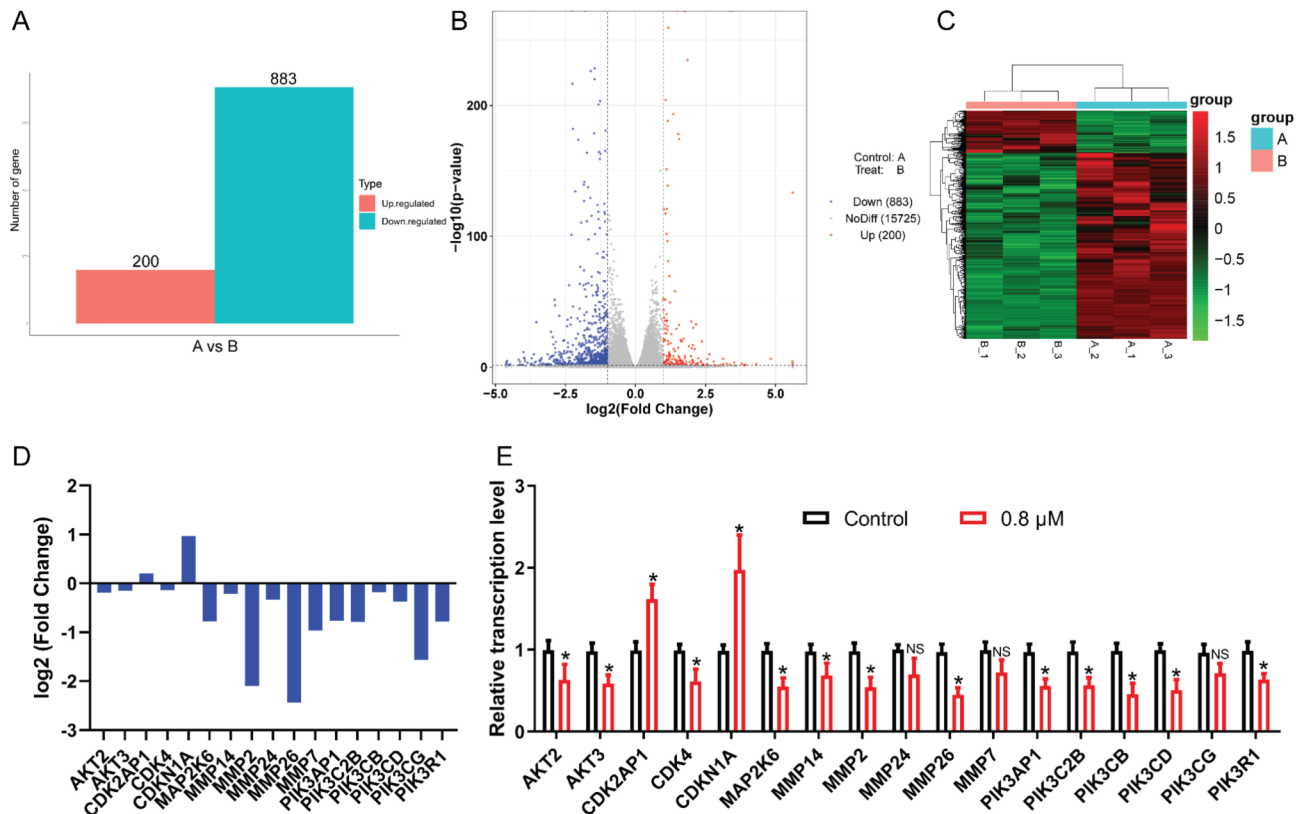 A
883
200
Number of gene
A vs B
Type
Up.regulated
Down.regulated
B
−log10(p−value)
200
100
0
−5.0
−2.5
0.0
2.5
5.0
log2(Fold Change)
Control: A
Treat: B
Down (883)
NoDiff (15725)
Up (200)
C
group
1.5
1
0.5
0
−0.5
−1
−1.5
group
A
B
B_1
B_2
B_3
A_2
A_1
A_3
D
log2 (Fold Change)
2
1
0
-1
-2
-3
AKT2
AKT3
CDK2AP1
CDK4
CDKN1A
MAP2K6
MMP14
MMP2
MMP24
MMP26
MMP7
PIK3AP1
PIK3C2B
PIK3CB
PIK3CD
PIK3CG
PIK3R1
E
Relative transcription level
3
2
1
0
Control
0.8 μM
* * * * * * * * NS * NS * * * * NS *
AKT2
AKT3
CDK2AP1
CDK4
CDKN1A
MAP2K6
MMP14
MMP2
MMP24
MMP26
MMP7
PIK3AP1
PIK3C2B
PIK3CB
PIK3CD
PIK3CG
PIK3R1